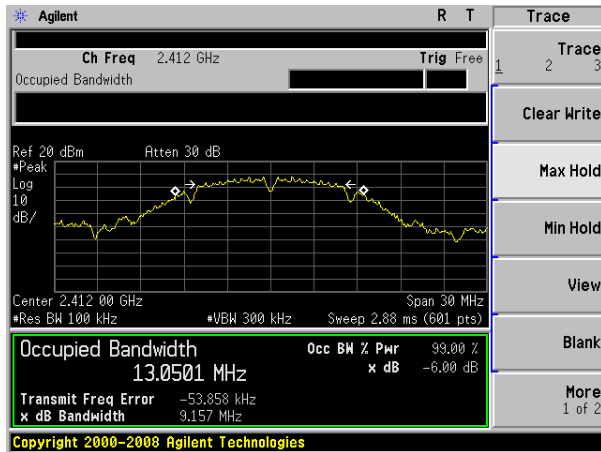 Agilent R T Trace
Ch Freq 2.412 GHz Trig Free
Occupied Bandwidth
Trace
1 2 3
Clear Write
Max Hold
Min Hold
View
Blank
More
1 of 2
Ref 20 dBm Atten 30 dB
#Peak
Log
10
dB/
Center 2.412 00 GHz Span 30 MHz
#Res BW 100 kHz #VBW 300 kHz Sweep 2.88 ms (601 pts)
Occupied Bandwidth Occ BW % Pwr 99.00 %
13.0501 MHz x dB -6.00 dB
Transmit Freq Error -53.858 kHz
x dB Bandwidth 9.157 MHz
Copyright 2000-2008 Agilent Technologies